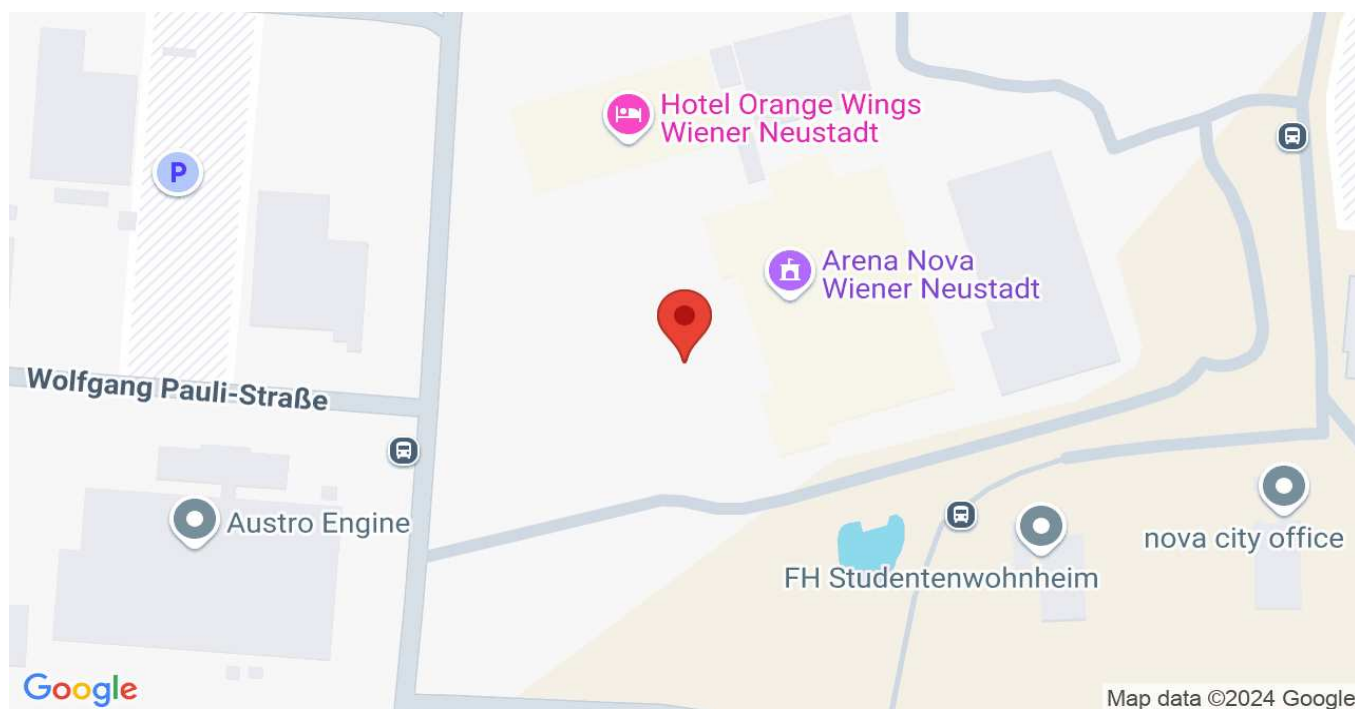 Hotel Orange Wings
Wiener Neustadt
P
Arena Nova
Wiener Neustadt
Wolfgang Pauli-Straße
Austro Engine
nova city office
FH Studentenwohnheim
Google
Map data ©2024 Google